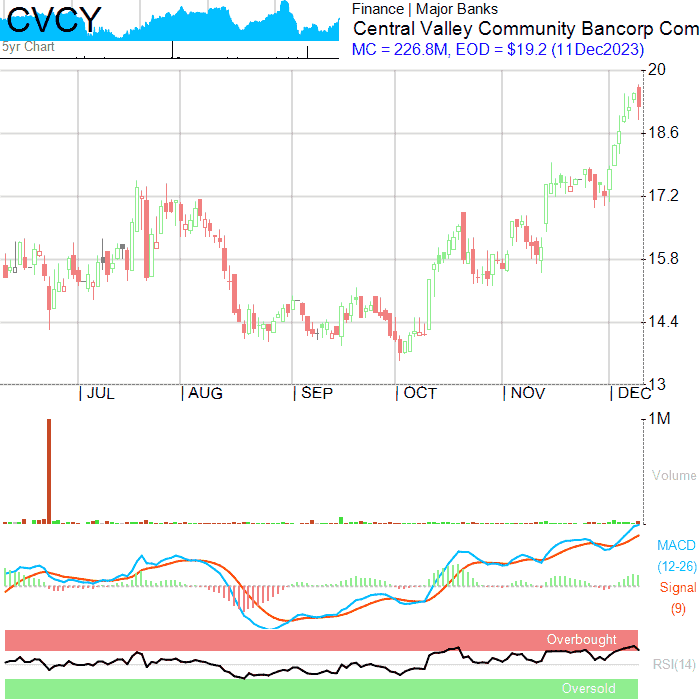 CVCY
5yr Chart
Finance | Major Banks
Central Valley Community Bancorp Com
MC = 226.8M, EOD = $19.2 (11Dec2023)
20
18.6
17.2
15.8
14.4
13
| JUL
| AUG
| SEP
| OCT
| NOV
| DEC
1M
Volume
MACD
(12-26)
Signal
(9)
Overbought
RSI(14)
Oversold